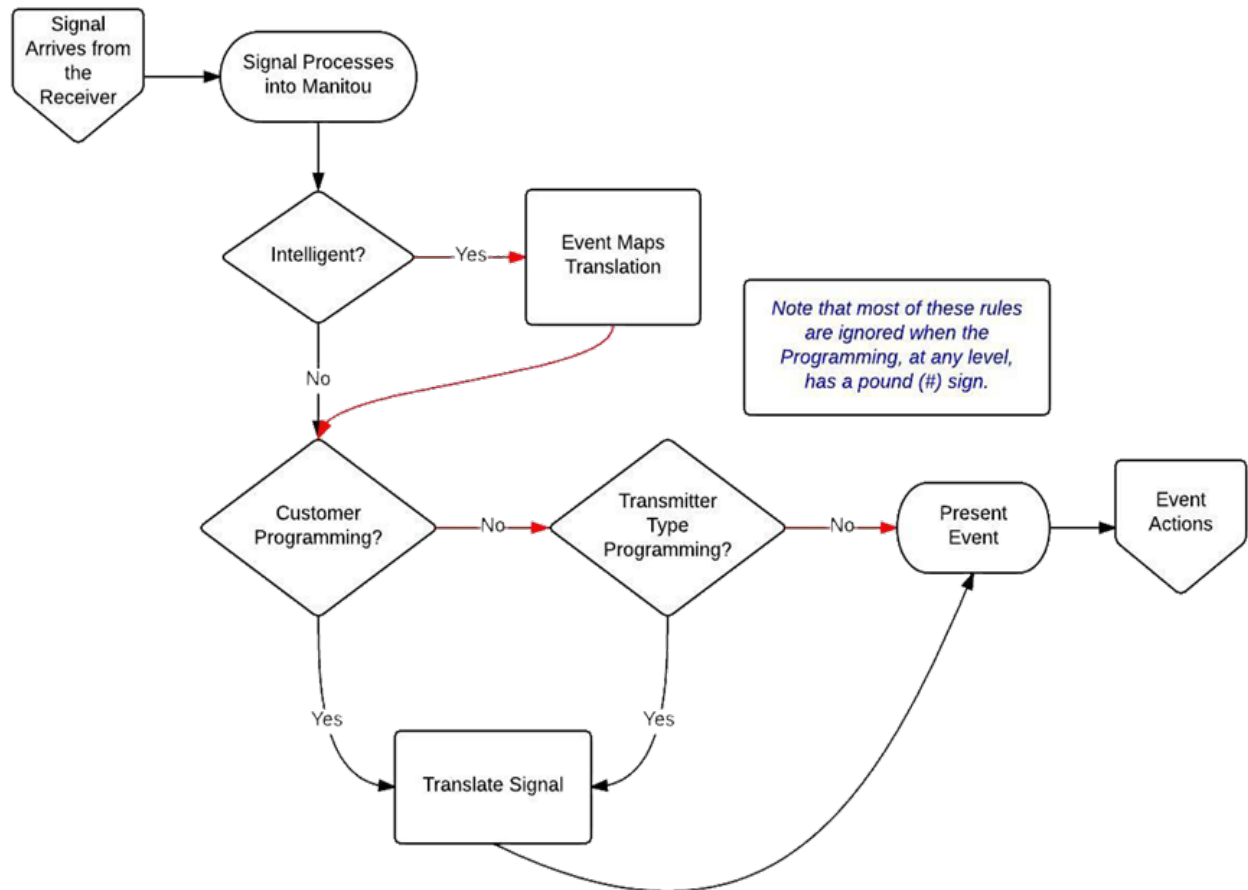 Signal
Arrives from
the
Receiver
Signal Processes
into Manitou
Intelligent?
Yes
Event Maps
Translation
Note that most of these rules
are ignored when the
Programming, at any level,
has a pound (#) sign.
No
Customer
Programming?
No
Transmitter
Type
Programming?
No
Present
Event
Event
Actions
Yes
Yes
Translate Signal